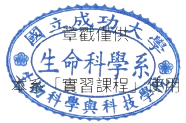 國立成功大學
章戳僅供
生命科學系
本系「實習課程」使用
生物科學與科技學院